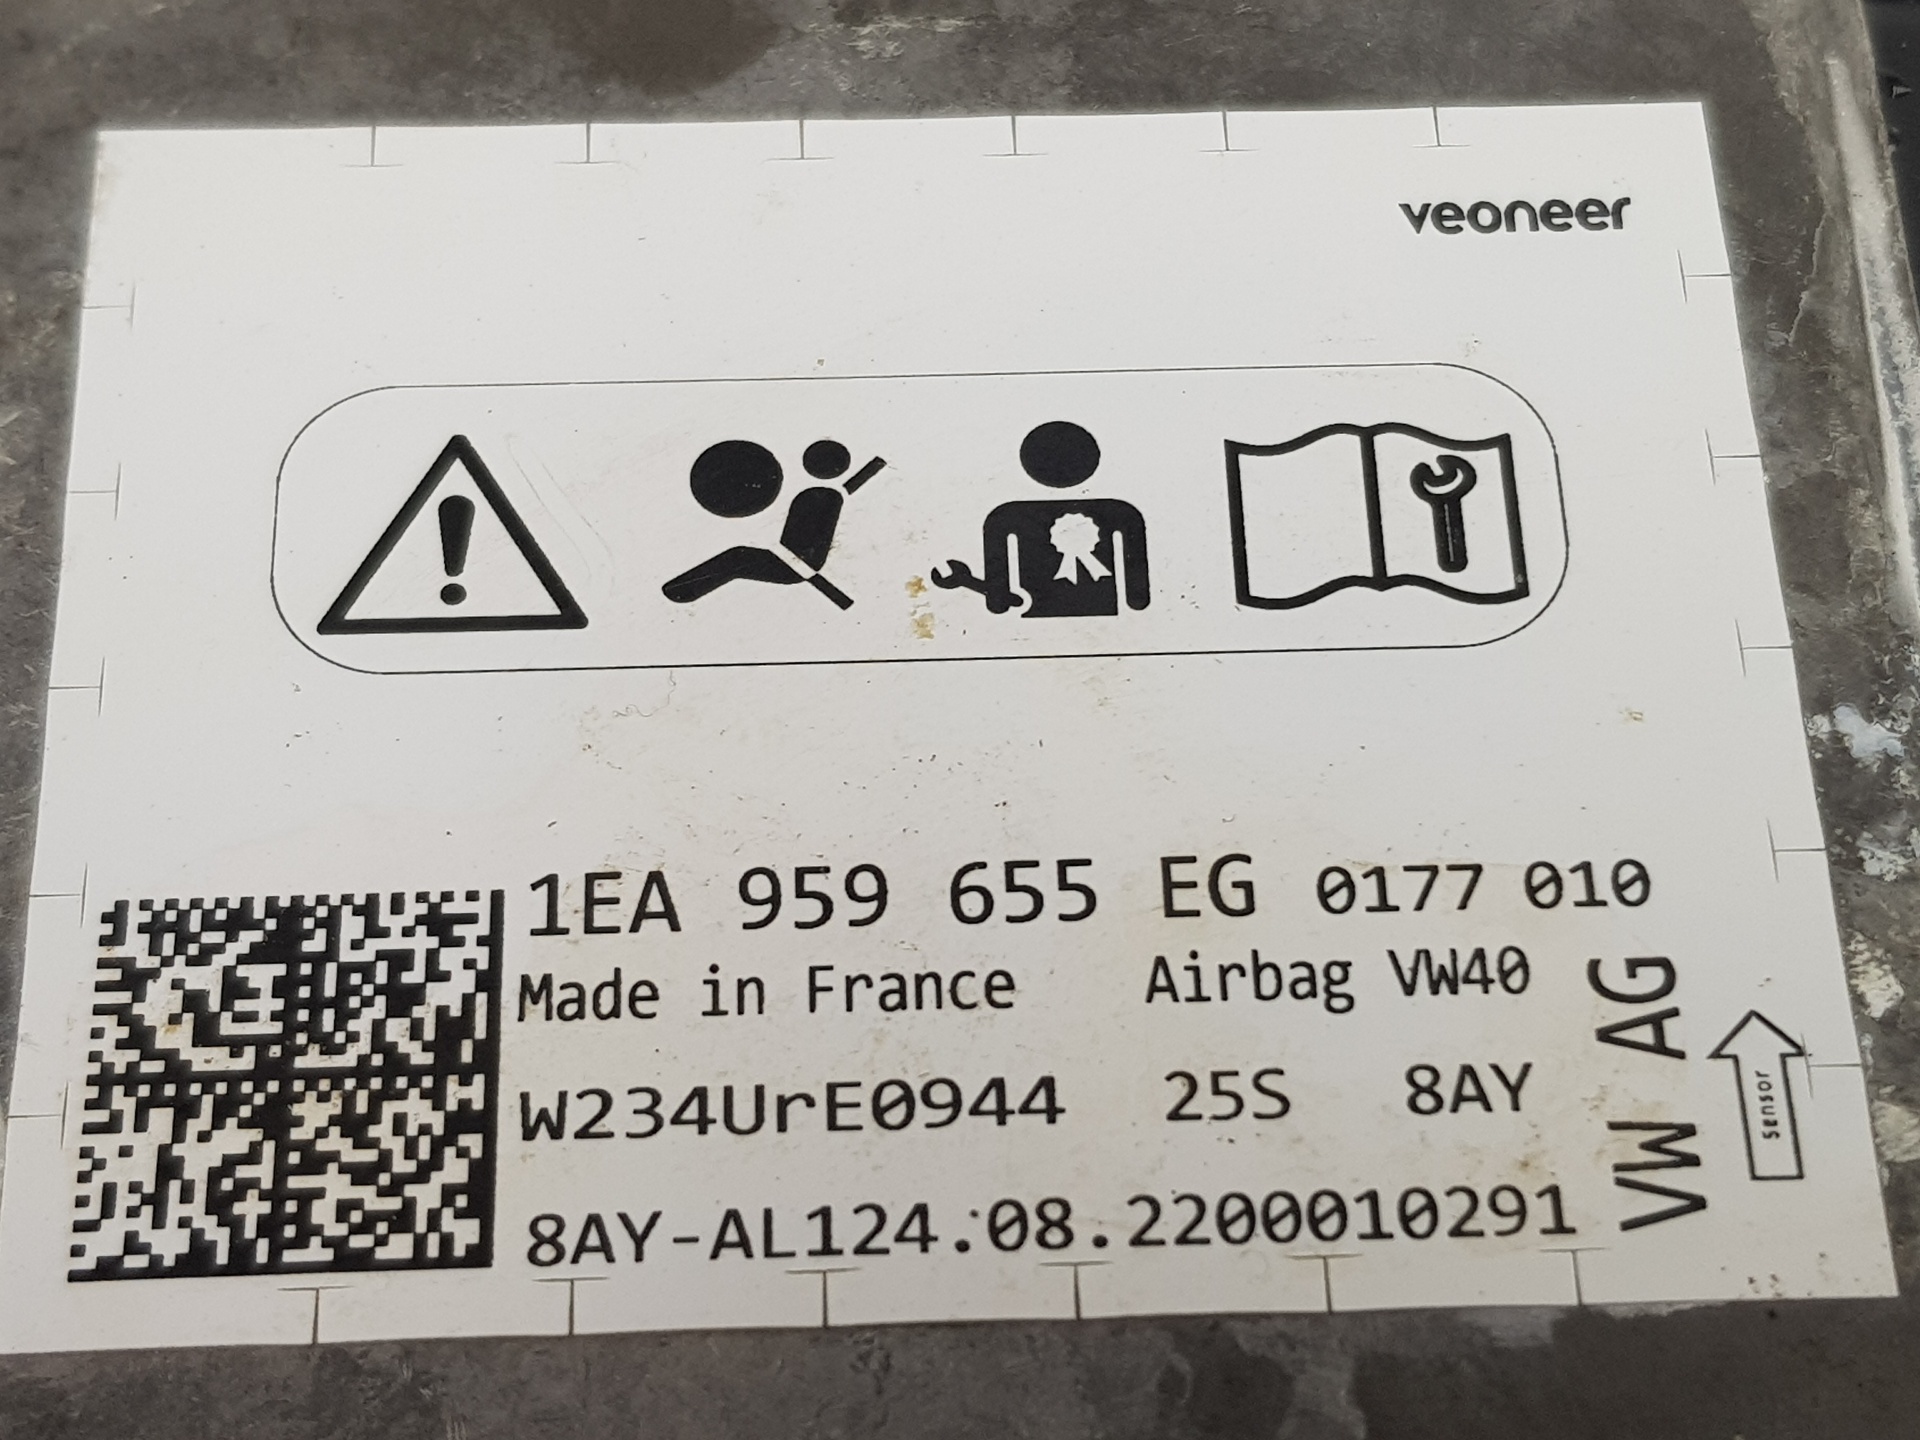 veoneer
1EA 959 655 EG 0177 010
Made in France Airbag VW40
W234UrE0944 25S 8AY
8AY-AL124.08.2200010291
VW AG
Sensor